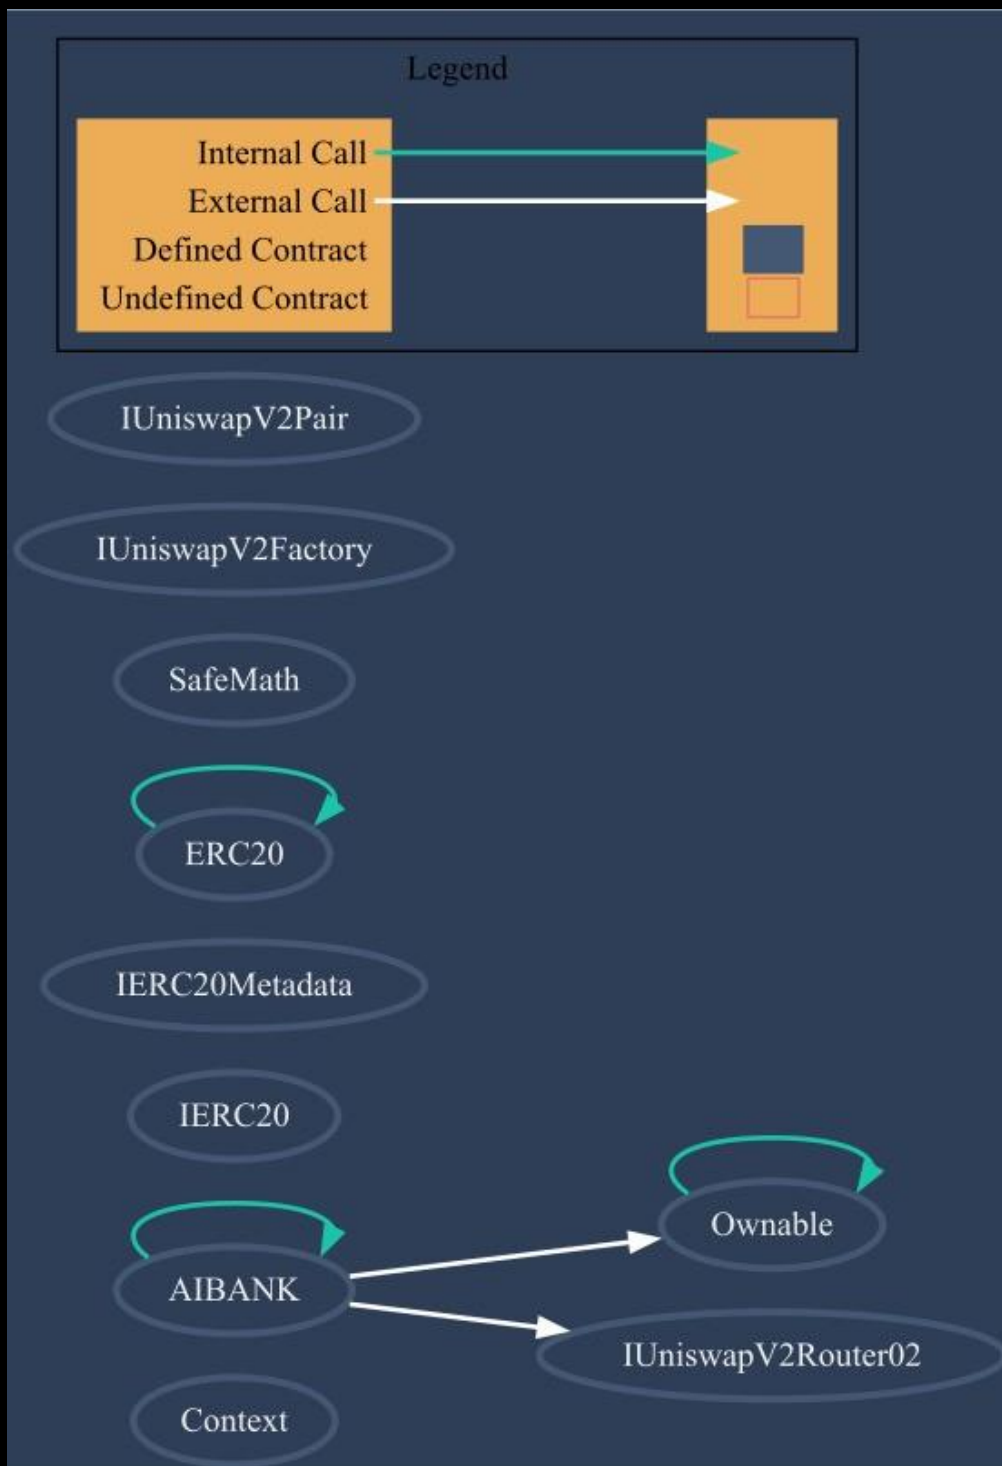 Legend
Internal Call
External Call
Defined Contract
Undefined Contract
IUniswapV2Pair
IUniswapV2Factory
SafeMath
ERC20
IERC20Metadata
IERC20
Ownable
AIBANK
IUniswapV2Router02
Context